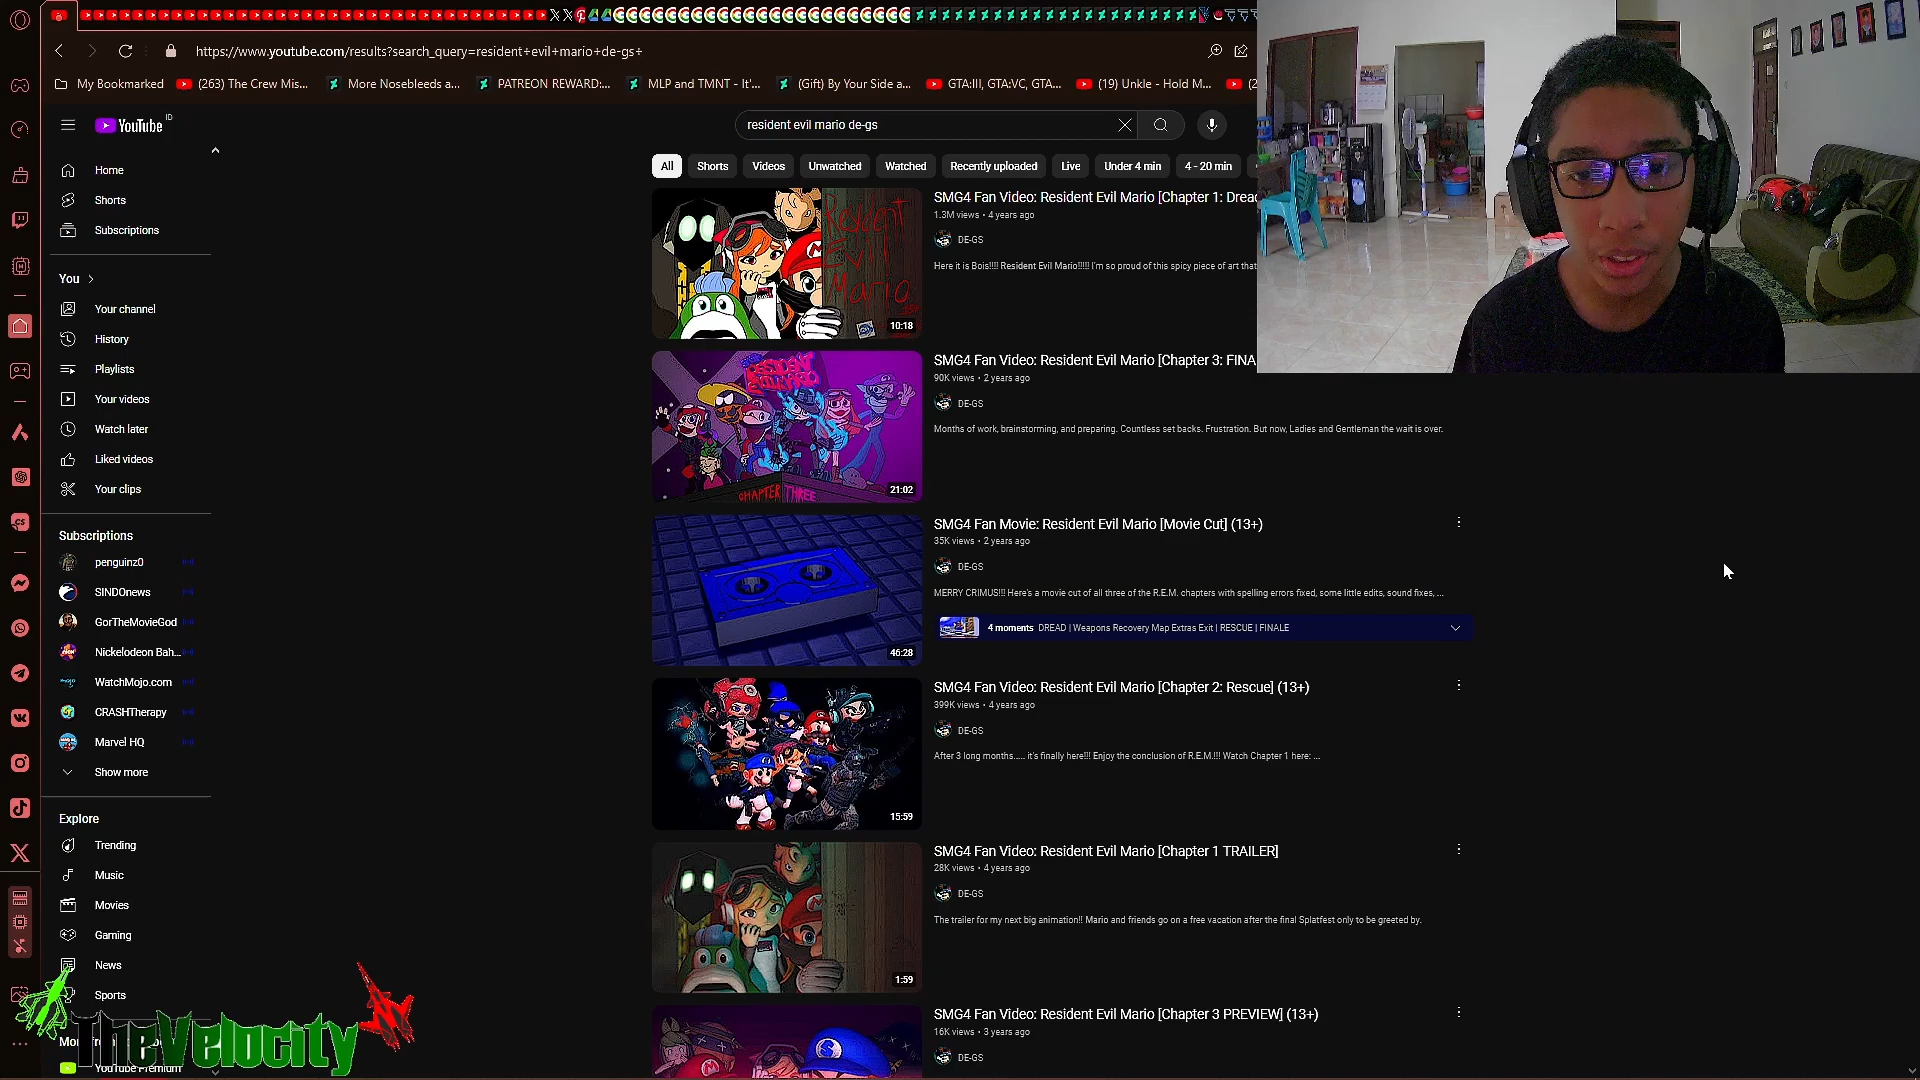 https://www.youtube.com/results?search_query=resident+evil+mario+de-gs+
My Bookmarked
(263) The Crew Mis...
More Nosebleeds a...
PATREON REWARD:...
MLP and TMNT - It'...
(Gift) By Your Side a...
GTA:III, GTA:VC, GTA...
(19) Unkle - Hold M...
YouTube ID
resident evil mario de-gs
All
Shorts
Videos
Unwatched
Watched
Recently uploaded
Live
Under 4 min
4 - 20 min
Home
Shorts
Subscriptions
You
Your channel
History
Playlists
Your videos
Watch later
Liked videos
Your clips
Subscriptions
penguinz0
SINDOnews
GorTheMovieGod
Nickelodeon Bah...
WatchMojo.com
CRASHTherapy
Marvel HQ
Show more
Explore
Trending
Music
Movies
Gaming
News
Sports
YouTube Premium
TheVelocity
Resident
Evil
Mario
10:18
SMG4 Fan Video: Resident Evil Mario [Chapter 1: Dread
1.3M views • 4 years ago
DE-GS
Here it is Bois!!!! Resident Evil Mario!!!!! I'm so proud of this spicy piece of art that
CHAPTER THREE
21:02
SMG4 Fan Video: Resident Evil Mario [Chapter 3: FINA
90K views • 2 years ago
DE-GS
Months of work, brainstorming, and preparing. Countless set backs. Frustration. But now, Ladies and Gentleman the wait is over.
46:28
SMG4 Fan Movie: Resident Evil Mario [Movie Cut] (13+)
35K views • 2 years ago
DE-GS
MERRY CRIMUS!!! Here's a movie cut of all three of the R.E.M. chapters with spelling errors fixed, some little edits, sound fixes, ...
4 moments DREAD | Weapons Recovery Map Extras Exit | RESCUE | FINALE
15:59
SMG4 Fan Video: Resident Evil Mario [Chapter 2: Rescue] (13+)
399K views • 4 years ago
DE-GS
After 3 long months..... it's finally here!!! Enjoy the conclusion of R.E.M.!!! Watch Chapter 1 here: ...
1:59
SMG4 Fan Video: Resident Evil Mario [Chapter 1 TRAILER]
28K views • 4 years ago
DE-GS
The trailer for my next big animation!! Mario and friends go on a free vacation after the final Splatfest only to be greeted by.
SMG4 Fan Video: Resident Evil Mario [Chapter 3 PREVIEW] (13+)
16K views • 3 years ago
DE-GS